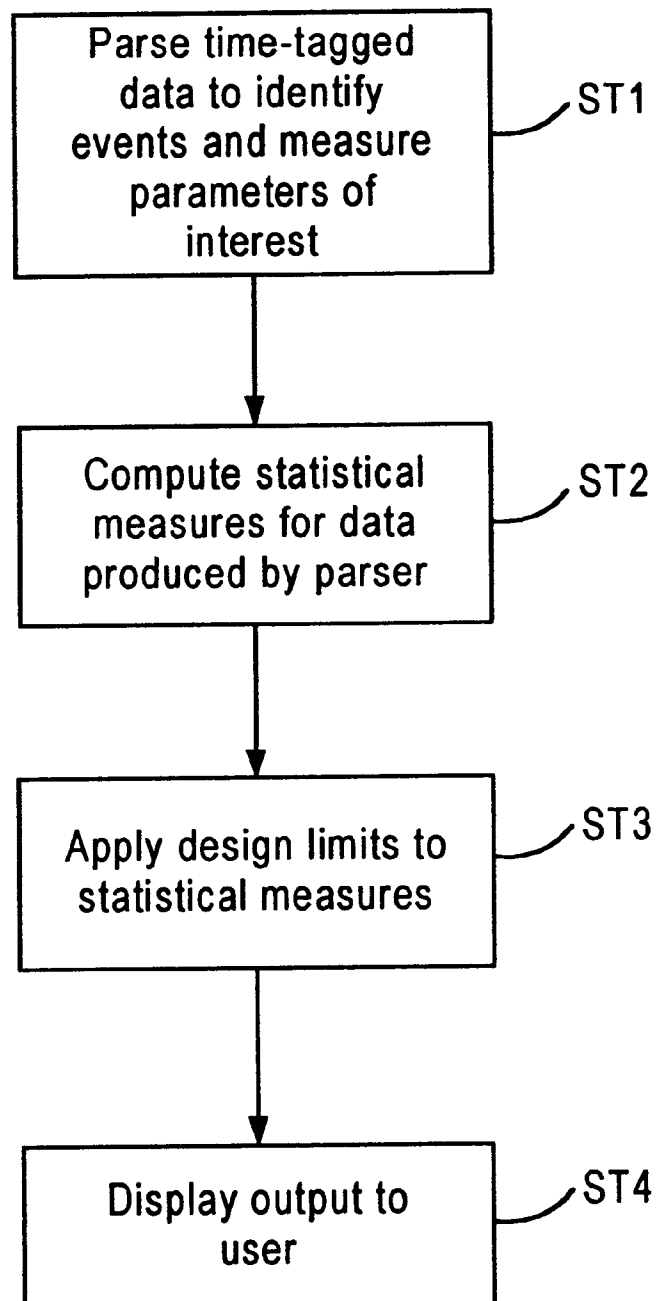 Parse time-tagged
data to identify
events and measure
parameters of
interest
ST1
Compute statistical
measures for data
produced by parser
ST2
Apply design limits to
statistical measures
ST3
Display output to
user
ST4